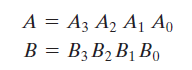 A = A₃ A₂ A₁ A₀
B = B₃ B₂ B₁ B₀